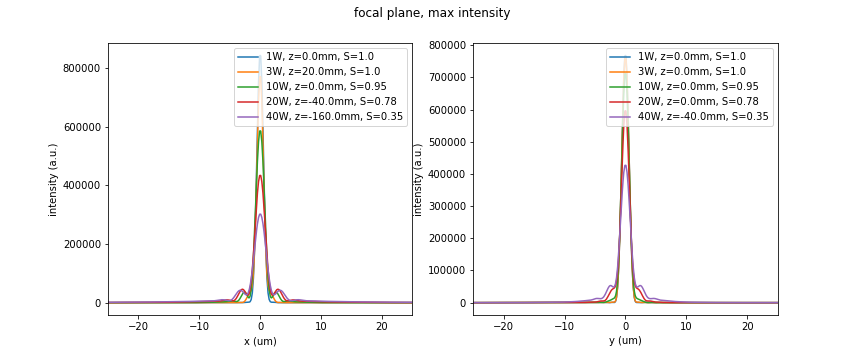 focal plane, max intensity
800000
600000
400000
200000
0
intensity (a.u.)
1W, z=0.0mm, S=1.0
3W, z=20.0mm, S=1.0
10W, z=0.0mm, S=0.95
20W, z=-40.0mm, S=0.78
40W, z=-160.0mm, S=0.35
−20
−10
0
10
20
x (um)
800000
700000
600000
500000
400000
300000
200000
100000
0
intensity (a.u.)
1W, z=0.0mm, S=1.0
3W, z=0.0mm, S=1.0
10W, z=0.0mm, S=0.95
20W, z=0.0mm, S=0.78
40W, z=-40.0mm, S=0.35
−20
−10
0
10
20
y (um)